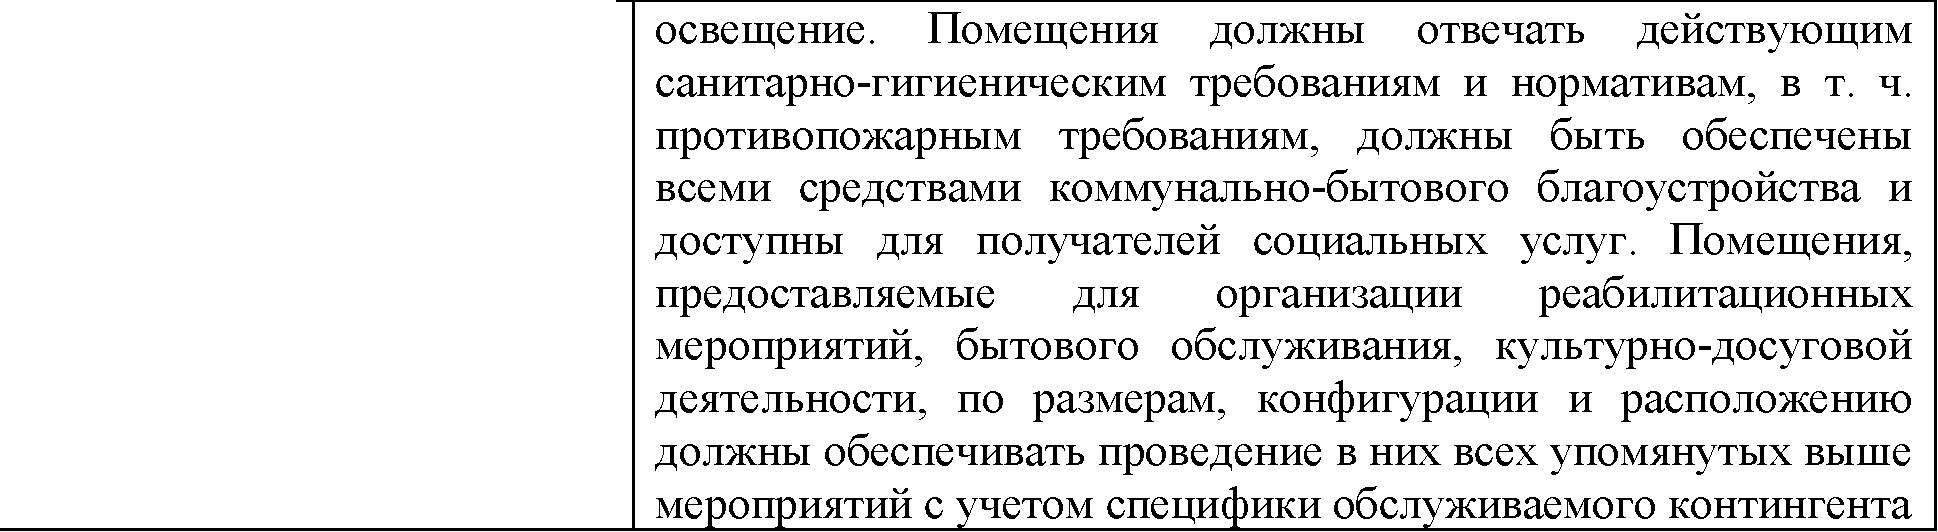 освещение. Помещения должны отвечать действующим
санитарно-гигиеническим требованиям и нормативам, в т. ч.
противопожарным требованиям, должны быть обеспечены
всеми средствами коммунально-бытового благоустройства и
доступны для получателей социальных услуг. Помещения,
предоставляемые для организации реабилитационных
мероприятий, бытового обслуживания, культурно-досуговой
деятельности, по размерам, конфигурации и расположению
должны обеспечивать проведение в них всех упомянутых выше
мероприятий с учетом специфики обслуживаемого контингента